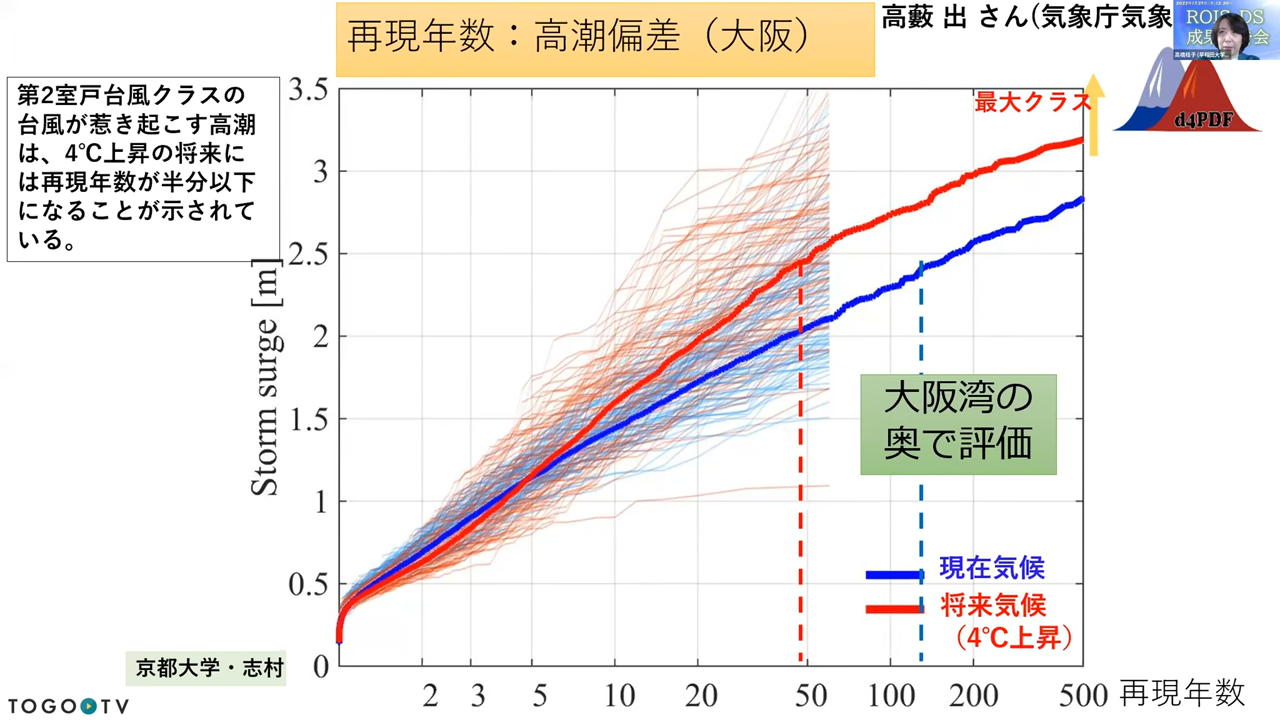 再現年数：高潮偏差（大阪）
高藪 出 さん(気象庁気象
ROIS-DS
成果
会
第2室戸台風クラスの
台風が惹き起こす高潮
は、4℃上昇の将来に
は再現年数が半分以下
になることが示されて
いる。
最大クラス
d4PDF
Storm surge [m]
3.5
3
2.5
2
1.5
1
0.5
0
大阪湾の
奥で評価
現在気候
将来気候
（4℃上昇）
2 3 5 10 20 50 100 200 500 再現年数
京都大学・志村
TOGO TV